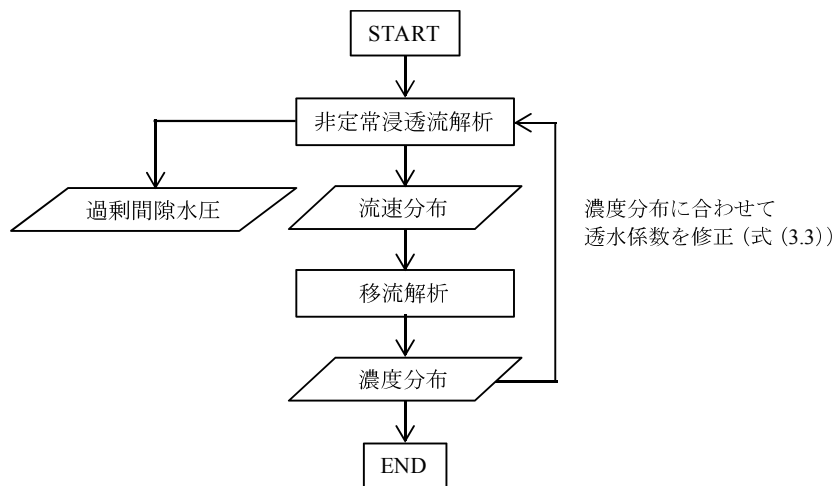 START
非定常浸透流解析
過剰間隙水圧
流速分布
濃度分布に合わせて
透水係数を修正（式 (3.3)）
移流解析
濃度分布
END